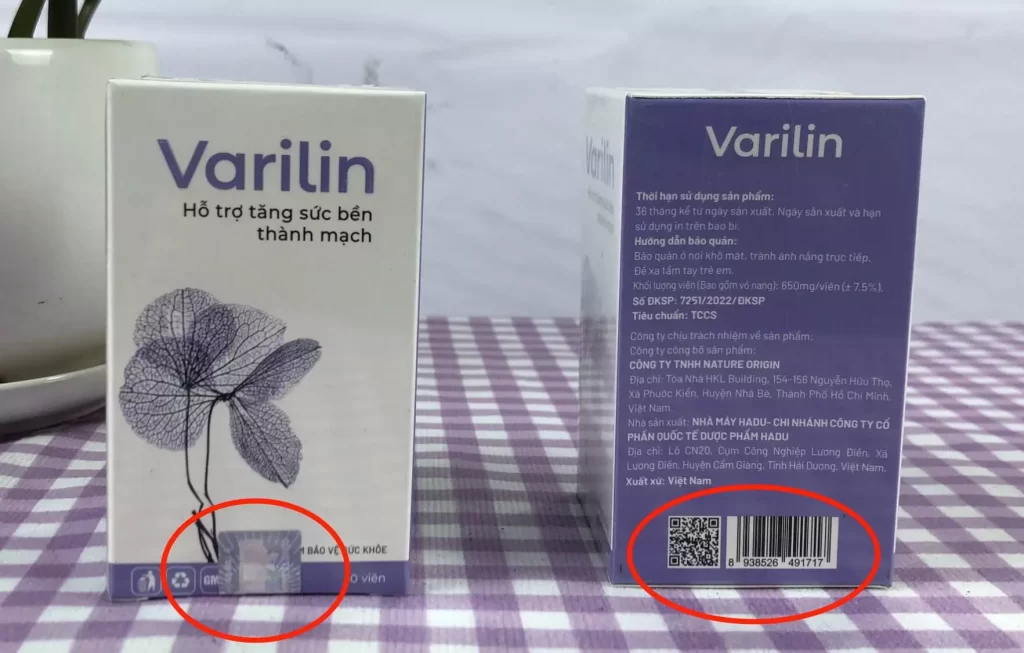 Varilin
Hỗ trợ tăng sức bền
thành mạch
BẢO VỆ SỨC KHỎE
GM
0 viên
Varilin
Thời hạn sử dụng sản phẩm:
36 tháng kể từ ngày sản xuất. Ngày sản xuất và hạn
sử dụng in trên bao bì.
Hướng dẫn bảo quản:
Bảo quản ở nơi khô mát, tránh ánh nắng trực tiếp.
Để xa tầm tay trẻ em.
Khối lượng viên (Bao gồm vỏ nang): 650mg/viên (± 7.5%).
Số ĐKSP: 7251/2022/ĐKSP
Tiêu chuẩn: TCCS
Công ty chịu trách nhiệm về sản phẩm:
Công ty công bố sản phẩm:
CÔNG TY TNHH NATURE ORIGIN
Địa chỉ: Tòa Nhà HKL Building, 154-156 Nguyễn Hữu Thọ,
Xã Phước Kiển, Huyện Nhà Bè, Thành Phố Hồ Chí Minh,
Việt Nam
Nhà sản xuất: NHÀ MÁY HADU- CHI NHÁNH CÔNG TY CỔ
PHẦN QUỐC TẾ DƯỢC PHẨM HADU
Địa chỉ: Lô CN20, Cụm Công Nghiệp Lương Điền, Xã
Lương Điền, Huyện Cẩm Giàng, Tỉnh Hải Dương, Việt Nam.
Xuất xứ: Việt Nam
8 938526 491717